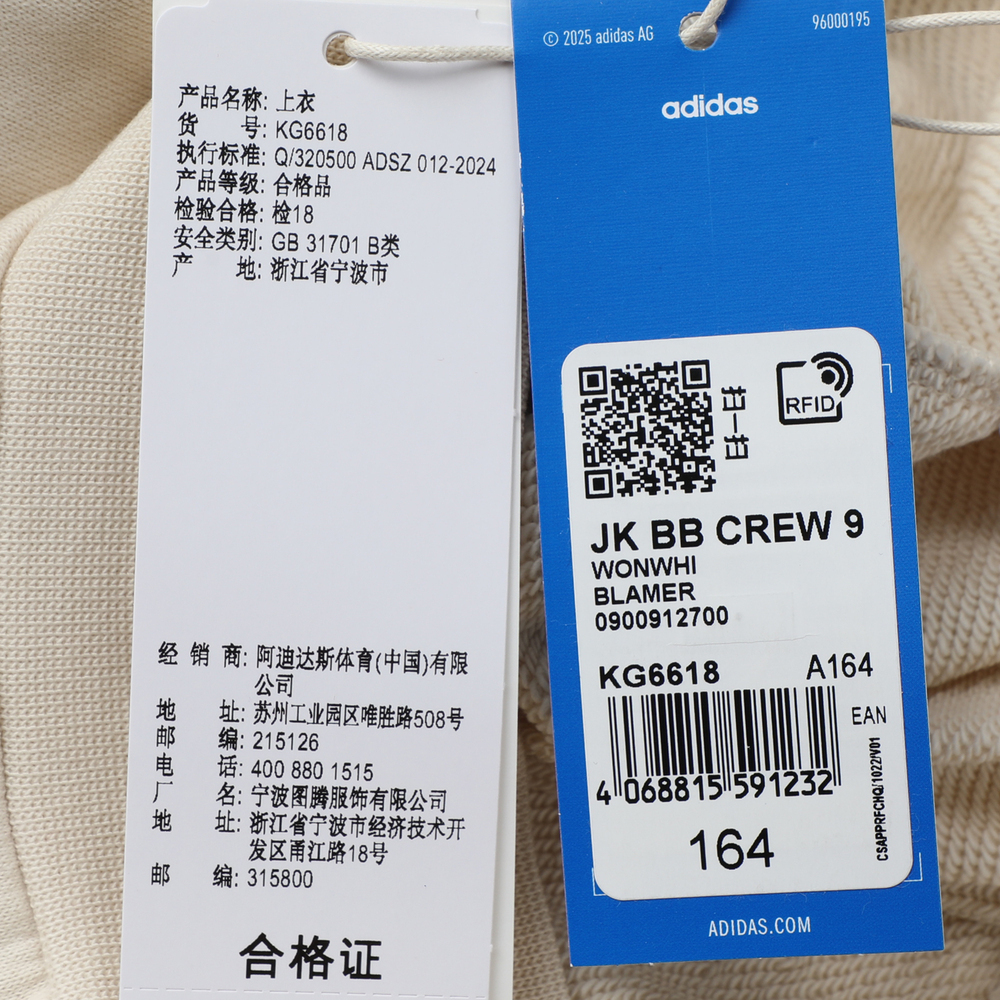 产品名称: 上衣
货 号: KG6618
执行标准: Q/320500 ADSZ 012-2024
产品等级: 合格品
检验合格: 检18
安全类别: GB 31701 B类
产 地: 浙江省宁波市
经 销 商: 阿迪达斯体育(中国)有限
公司
地 址: 苏州工业园区唯胜路508号
邮 编: 215126
电 话: 400 880 1515
厂 名: 宁波图腾服饰有限公司
地 址: 浙江省宁波市经济技术开
发区甬江路18号
邮 编: 315800
合格证
© 2025 adidas AG
96000195
adidas
扫一扫
RFID
JK BB CREW 9
WONWHI
BLAMER
0900912700
KG6618 A164
EAN
4 068815 591232
CSAPPRFCHQ/1022/V01
164
ADIDAS.COM